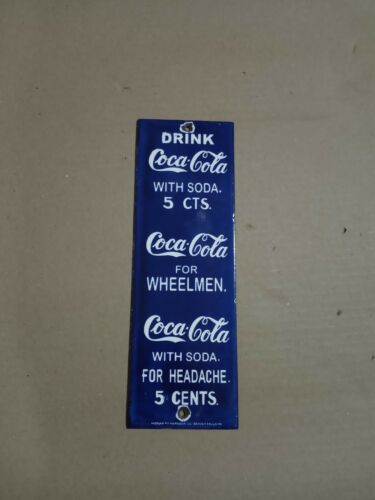 DRINK
Coca-Cola
WITH SODA.
5 CTS.
Coca-Cola
FOR
WHEELMEN.
Coca-Cola
WITH SODA.
FOR HEADACHE.
5 CENTS.